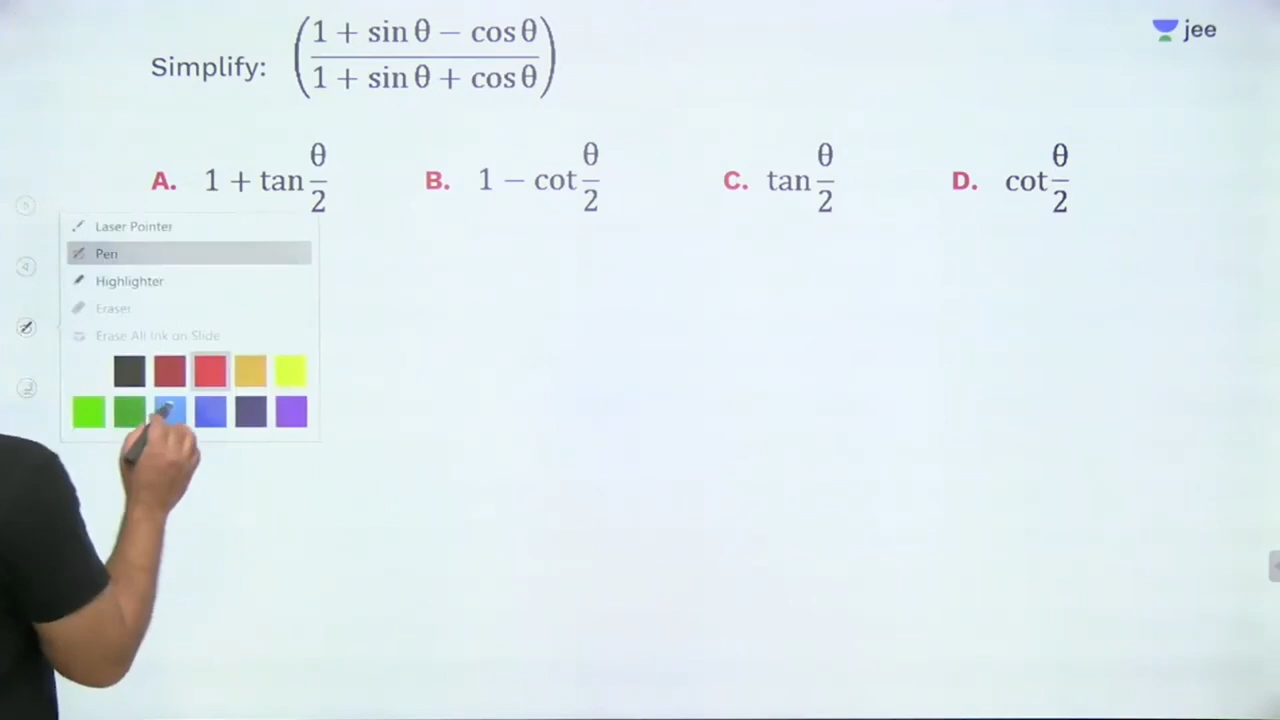 jee
Simplify: (1 + sin θ − cos θ / 1 + sin θ + cos θ)
A. 1 + tan θ/2 B. 1 − cot θ/2 C. tan θ/2 D. cot θ/2
Laser Pointer
Pen
Highlighter
Eraser
Erase All Ink on Slide